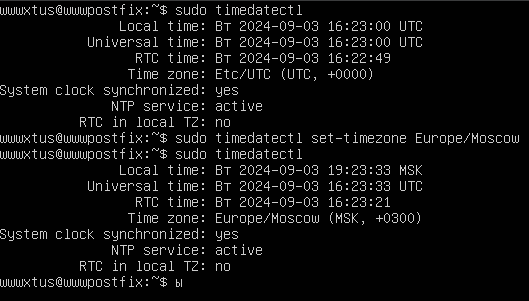 wwwxtus@wwwpostfix:~$ sudo timedatectl
Local time: Вт 2024-09-03 16:23:00 UTC
Universal time: Вт 2024-09-03 16:23:00 UTC
RTC time: Вт 2024-09-03 16:22:49
Time zone: Etc/UTC (UTC, +0000)
System clock synchronized: yes
NTP service: active
RTC in local TZ: no
wwwxtus@wwwpostfix:~$ sudo timedatectl set-timezone Europe/Moscow
wwwxtus@wwwpostfix:~$ sudo timedatectl
Local time: Вт 2024-09-03 19:23:33 MSK
Universal time: Вт 2024-09-03 16:23:33 UTC
RTC time: Вт 2024-09-03 16:23:21
Time zone: Europe/Moscow (MSK, +0300)
System clock synchronized: yes
NTP service: active
RTC in local TZ: no
wwwxtus@wwwpostfix:~$ ы